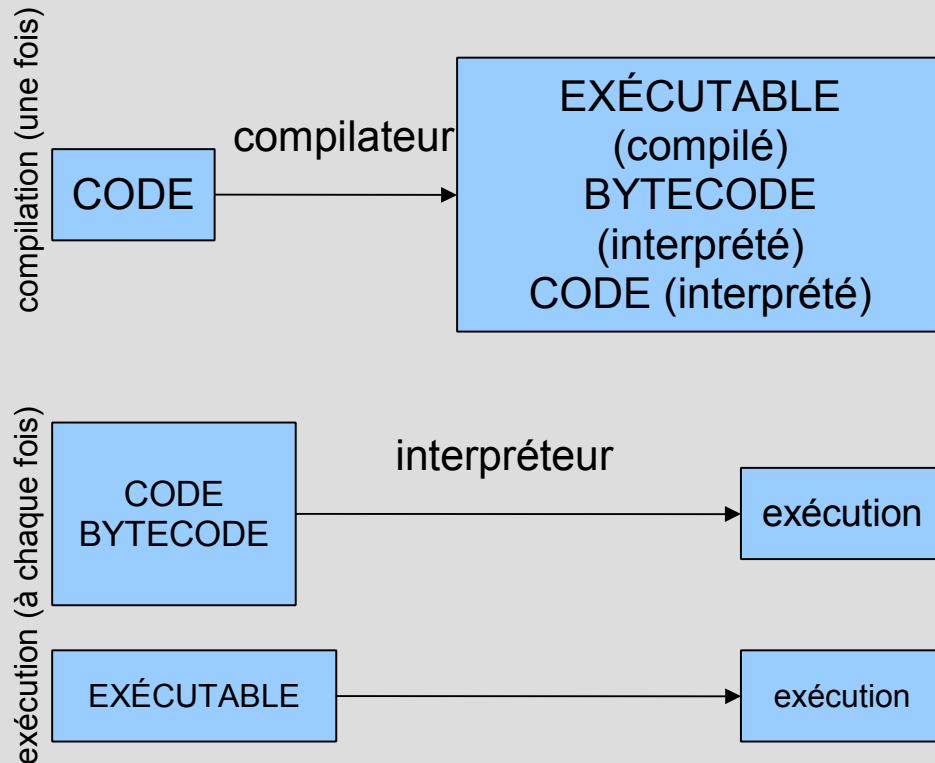 compilation (une fois)
CODE
compilateur
EXÉCUTABLE
(compilé)
BYTECODE
(interprété)
CODE (interprété)
exécution (à chaque fois)
CODE
BYTECODE
interpréteur
exécution
EXÉCUTABLE
exécution